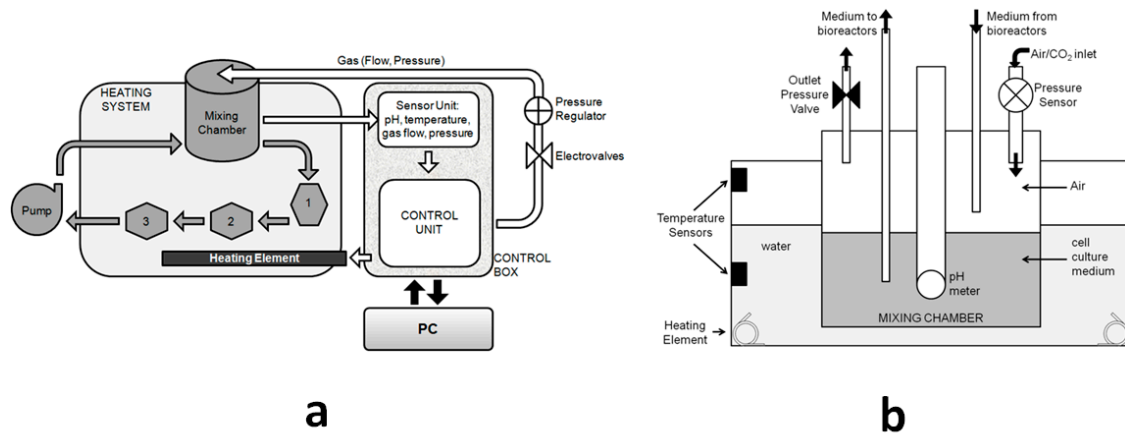 Gas (Flow, Pressure)
HEATING
SYSTEM
Mixing
Chamber
Sensor Unit:
pH, temperature,
gas flow, pressure
Pressure
Regulator
Electrovalves
Pump
3
2
1
CONTROL
UNIT
Heating Element
CONTROL
BOX
PC
a
Medium to
bioreactors
Medium from
bioreactors
Air/CO2 inlet
Outlet
Pressure
Valve
Pressure
Sensor
Air
Temperature
Sensors
water
cell
culture
medium
pH
meter
MIXING CHAMBER
Heating
Element
b